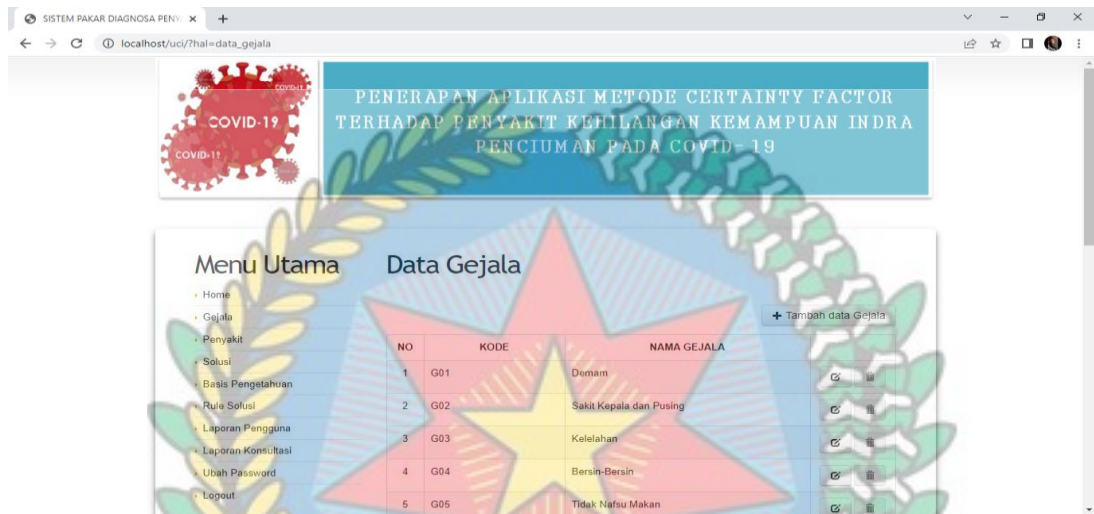 SISTEM PAKAR DIAGNOSA PENY
localhost/uci/?hal=data_gejala
COVID-19
COVID-19
COVID-19
PENERAPAN APLIKASI METODE CERTAINTY FACTOR
TERHADAP PENYAKIT KEHILANGAN KEMAMPUAN INDRA
PENCIUMAN PADA COVID-19
Menu Utama
Home
Gejala
Penyakit
Solusi
Basis Pengetahuan
Rule Solusi
Laporan Pengguna
Laporan Konsultasi
Ubah Password
Logout
Data Gejala
Tambah data Gejala
NO KODE NAMA GEJALA
1 G01 Demam
2 G02 Sakit Kepala dan Pusing
3 G03 Kelelahan
4 G04 Bersin-Bersin
5 G05 Tidak Nafsu Makan